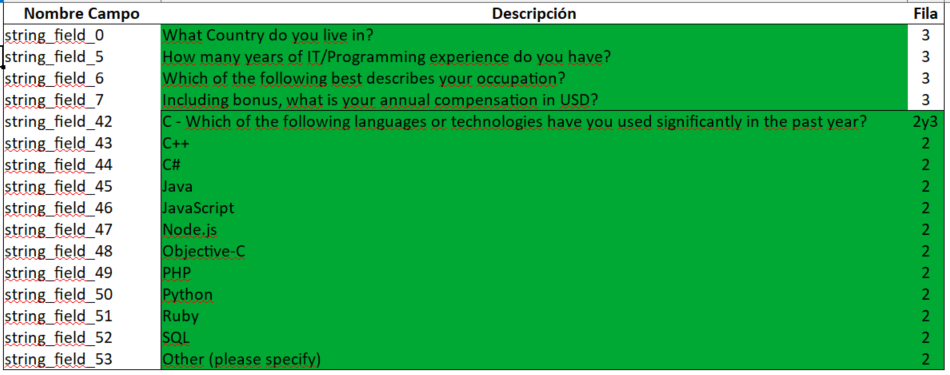 Nombre Campo Descripción Fila
string_field_0 What Country do you live in? 3
string_field_5 How many years of IT/Programming experience do you have? 3
string_field_6 Which of the following best describes your occupation? 3
string_field_7 Including bonus, what is your annual compensation in USD? 3
string_field_42 C - Which of the following languages or technologies have you used significantly in the past year? 2y3
string_field_43 C++ 2
string_field_44 C# 2
string_field_45 Java 2
string_field_46 JavaScript 2
string_field_47 Node.js 2
string_field_48 Objective-C 2
string_field_49 PHP 2
string_field_50 Python 2
string_field_51 Ruby 2
string_field_52 SQL 2
string_field_53 Other (please specify) 2